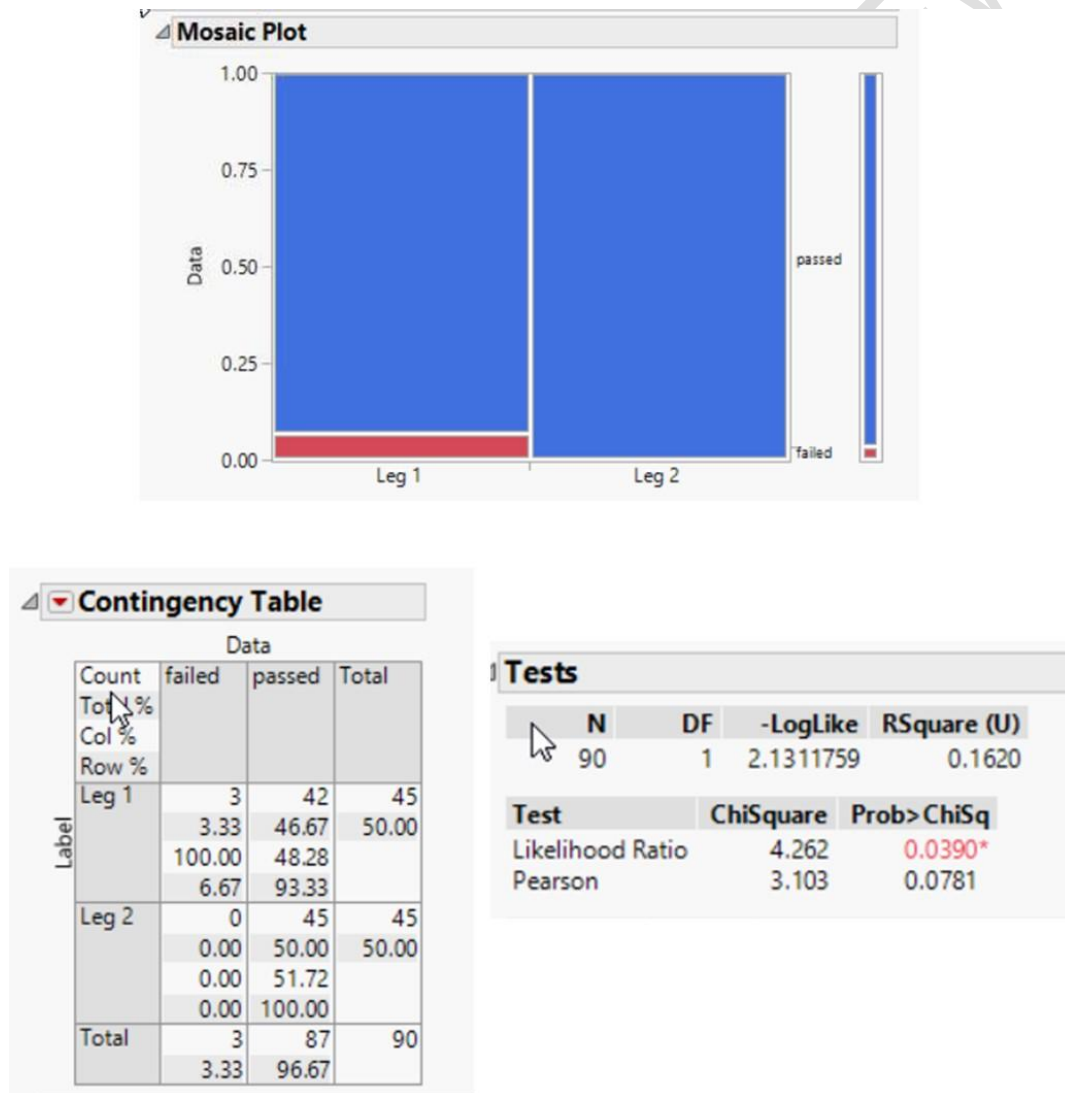 Mosaic Plot
1.00
0.75
0.50
0.25
0.00
Data
passed
failed
Leg 1 Leg 2
Contingency Table
Data
Count failed passed Total
Col %
Row %
Label
Leg 1 3 42 45
3.33 46.67 50.00
100.00 48.28
6.67 93.33
Leg 2 0 45 45
0.00 50.00 50.00
0.00 51.72
0.00 100.00
Total 3 87 90
3.33 96.67
Tests
N DF -LogLike RSquare (U)
90 1 2.1311759 0.1620
Test ChiSquare Prob>ChiSq
Likelihood Ratio 4.262 0.0390*
Pearson 3.103 0.0781